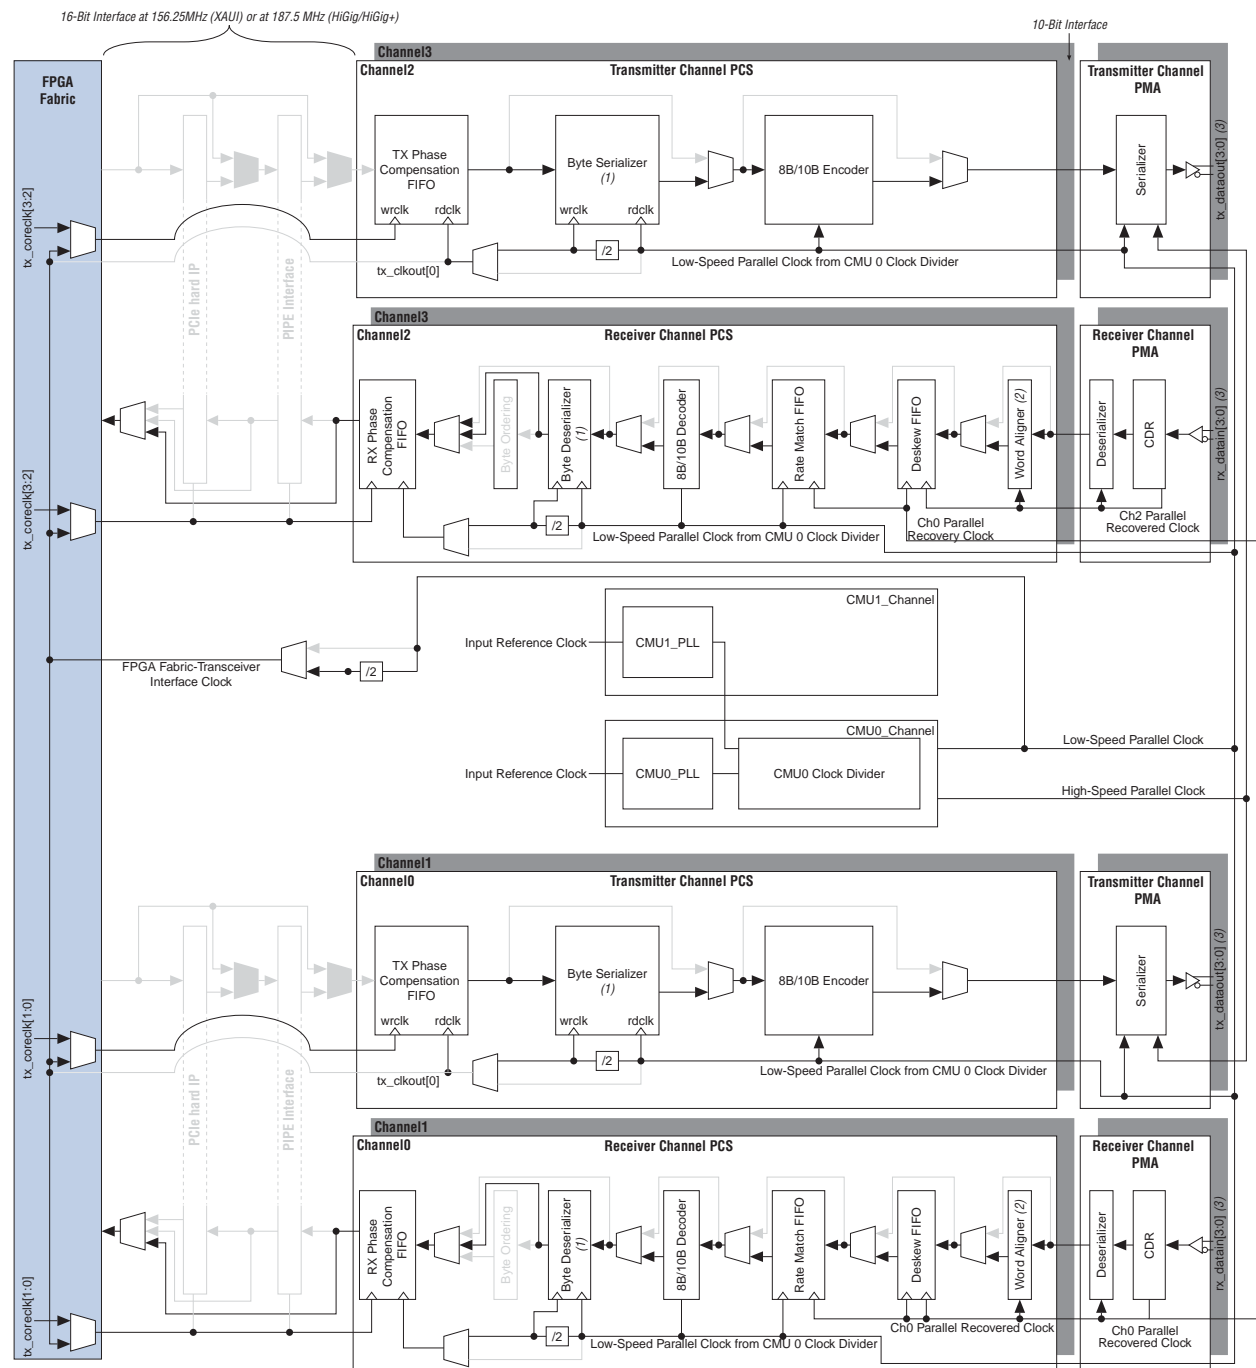 16-Bit Interface at 156.25MHz (XAUI) or at 187.5 MHz (HiGig/HiGig+)
10-Bit Interface
FPGA
Fabric
Channel3
Channel2
Transmitter Channel PCS
Transmitter Channel
PMA
TX Phase
Compensation
FIFO
wrclk
rdclk
Byte Serializer
(1)
wrclk
rdclk
8B/10B Encoder
Serializer
tx_dataout[3:0] (3)
tx_coreclk[3:2]
/2
tx_clkout[0]
Low-Speed Parallel Clock from CMU 0 Clock Divider
PCIe hard IP
PIPE Interface
Channel3
Channel2
Receiver Channel PCS
Receiver Channel
PMA
RX Phase
Compensation
FIFO
Byte Ordering
Byte Deserializer
(1)
8B/10B Decoder
Rate Match FIFO
Deskew FIFO
Word Aligner (2)
Deserializer
CDR
rx_datain[3:0] (3)
tx_coreclk[3:2]
/2
Low-Speed Parallel Clock from CMU 0 Clock Divider
Ch0 Parallel
Recovery Clock
Ch2 Parallel
Recovered Clock
CMU1_Channel
Input Reference Clock
CMU1_PLL
/2
FPGA Fabric-Transceiver
Interface Clock
CMU0_Channel
Low-Speed Parallel Clock
Input Reference Clock
CMU0_PLL
CMU0 Clock Divider
High-Speed Parallel Clock
Channel1
Channel0
Transmitter Channel PCS
Transmitter Channel
PMA
TX Phase
Compensation
FIFO
wrclk
rdclk
Byte Serializer
(1)
wrclk
rdclk
8B/10B Encoder
Serializer
tx_dataout[3:0] (3)
tx_coreclk[1:0]
/2
tx_clkout[0]
Low-Speed Parallel Clock from CMU 0 Clock Divider
PCIe hard IP
PIPE Interface
Channel1
Channel0
Receiver Channel PCS
Receiver Channel
PMA
RX Phase
Compensation
FIFO
Byte Ordering
Byte Deserializer
(1)
8B/10B Decoder
Rate Match FIFO
Deskew FIFO
Word Aligner (2)
Deserializer
CDR
rx_datain[3:0] (3)
tx_coreclk[1:0]
/2
Low-Speed Parallel Clock from CMU 0 Clock Divider
Ch0 Parallel Recovered Clock
Ch0 Parallel
Recovered Clock